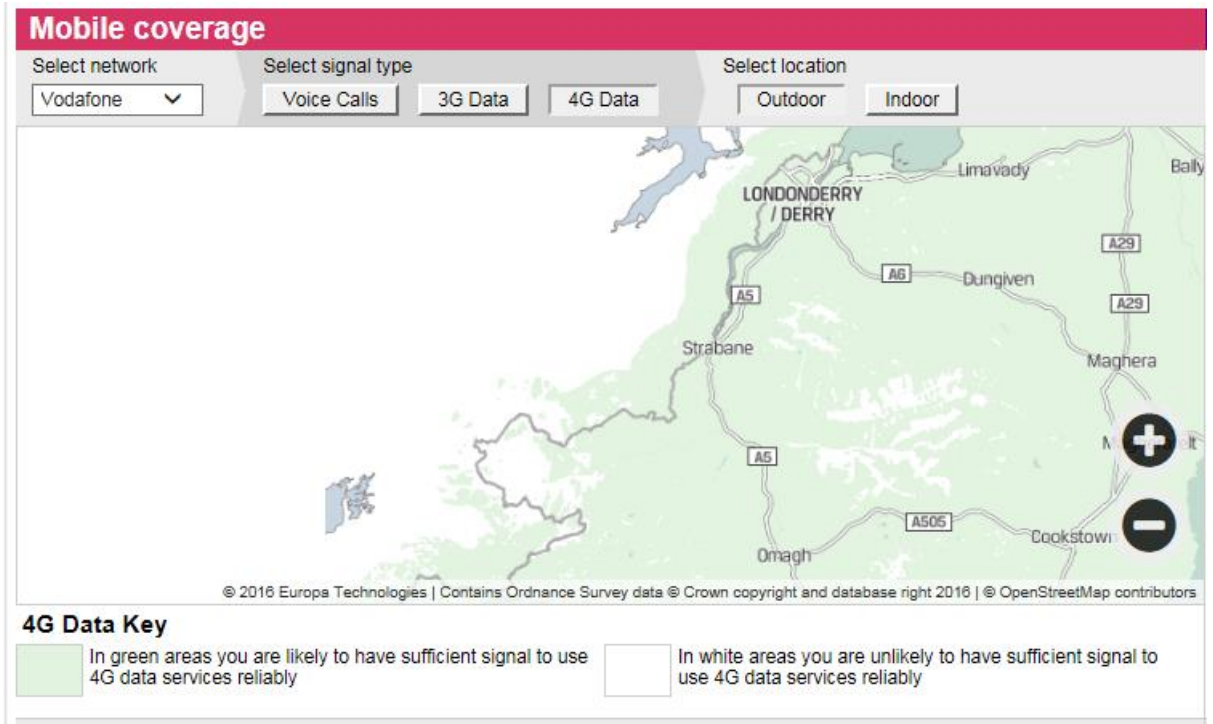 Mobile coverage
Select network
Select signal type
Select location
Vodafone
Voice Calls
3G Data
4G Data
Outdoor
Indoor
Limavady
Bally
LONDONDERRY
/ DERRY
A29
A6
Dungiven
A5
A29
Strabane
Maghera
A5
A505
Cookstown
Omagh
© 2016 Europa Technologies | Contains Ordnance Survey data © Crown copyright and database right 2016 | © OpenStreetMap contributors
4G Data Key
In green areas you are likely to have sufficient signal to use
4G data services reliably
In white areas you are unlikely to have sufficient signal to
use 4G data services reliably